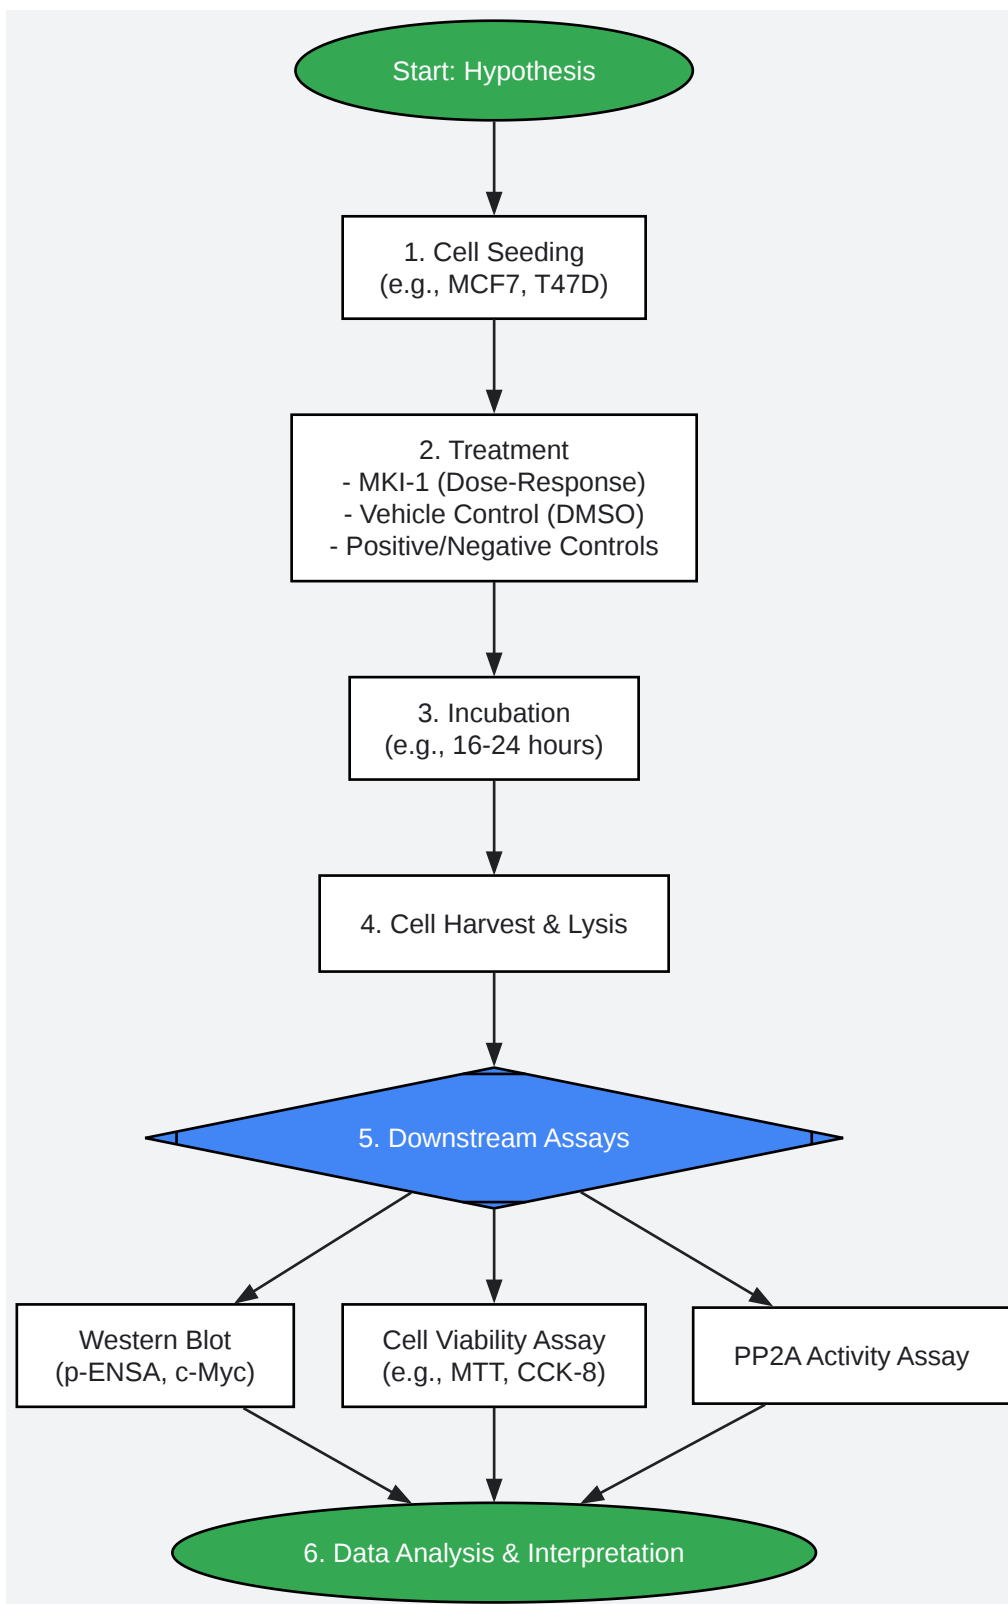 Start: Hypothesis
1. Cell Seeding
(e.g., MCF7, T47D)
2. Treatment
- MKI-1 (Dose-Response)
- Vehicle Control (DMSO)
- Positive/Negative Controls
3. Incubation
(e.g., 16-24 hours)
4. Cell Harvest & Lysis
5. Downstream Assays
Western Blot
(p-ENSA, c-Myc)
Cell Viability Assay
(e.g., MTT, CCK-8)
PP2A Activity Assay
6. Data Analysis & Interpretation